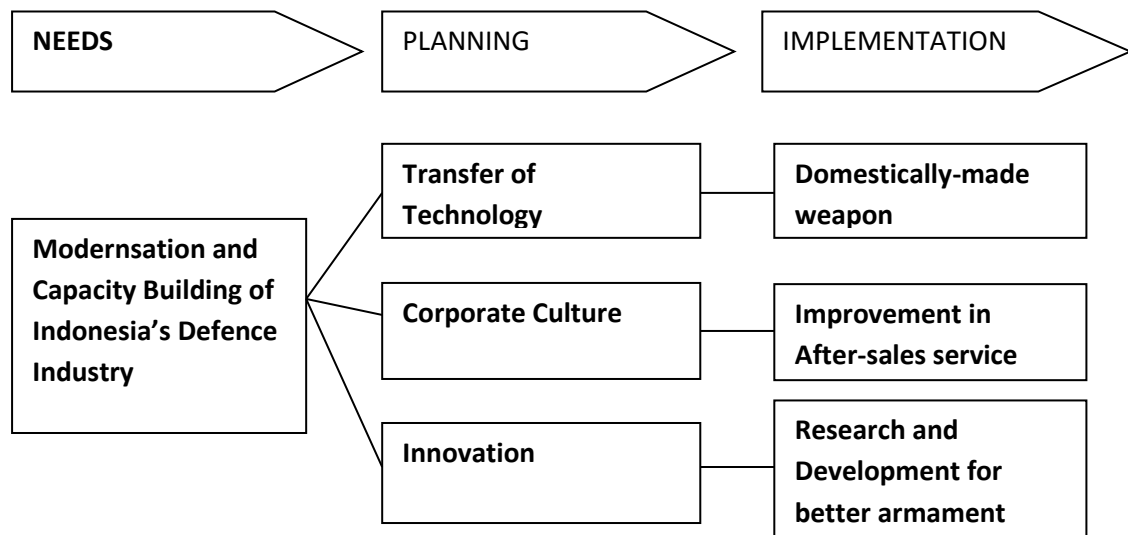 NEEDS
PLANNING
IMPLEMENTATION
Transfer of
Technology
Domestically-made
weapon
Modernsation and
Capacity Building of
Indonesia’s Defence
Industry
Corporate Culture
Improvement in
After-sales service
Innovation
Research and
Development for
better armament